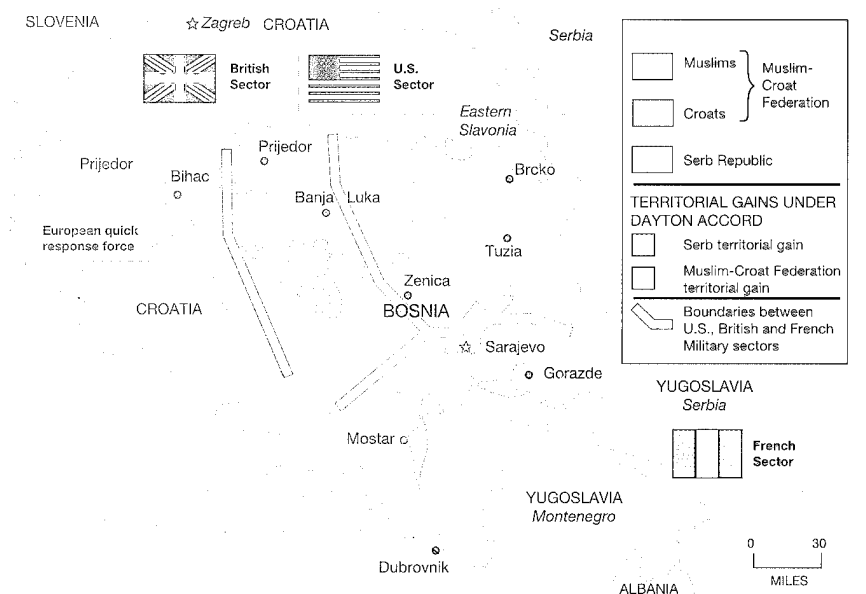 SLOVENIA
Zagreb CROATIA
Serbia
British
Sector
U.S.
Sector
Eastern
Slavonia
Prijedor
Prijedor
Bihac
Brcko
Banja Luka
European quick
response force
Tuzia
Zenica
CROATIA
BOSNIA
Sarajevo
Gorazde
YUGOSLAVIA
Serbia
Mostar
French
Sector
YUGOSLAVIA
Montenegro
Dubrovnik
ALBANIA
0 30
MILES
Muslims
Croats
Muslim-
Croat
Federation
Serb Republic
TERRITORIAL GAINS UNDER
DAYTON ACCORD
Serb territorial gain
Muslim-Croat Federation
territorial gain
Boundaries between
U.S., British and French
Military sectors